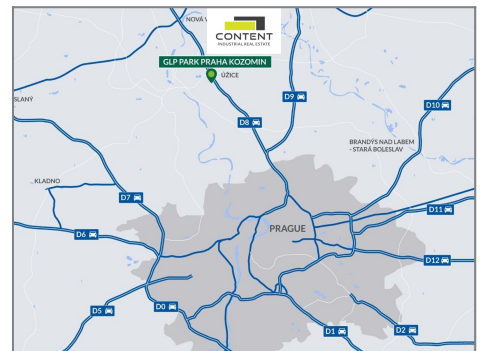 NOVÁ V
CONTENT
INDUSTRIAL REAL ESTATE
GLP PARK PRAHA KOZOMIN
ÚŽICE
SLANÝ
D9
D10
D8
BRANDÝS NAD LABEM
- STARÁ BOLESLAV
KLADNO
D7
D11
PRAGUE
D6
D12
D5
D0
D1
D2